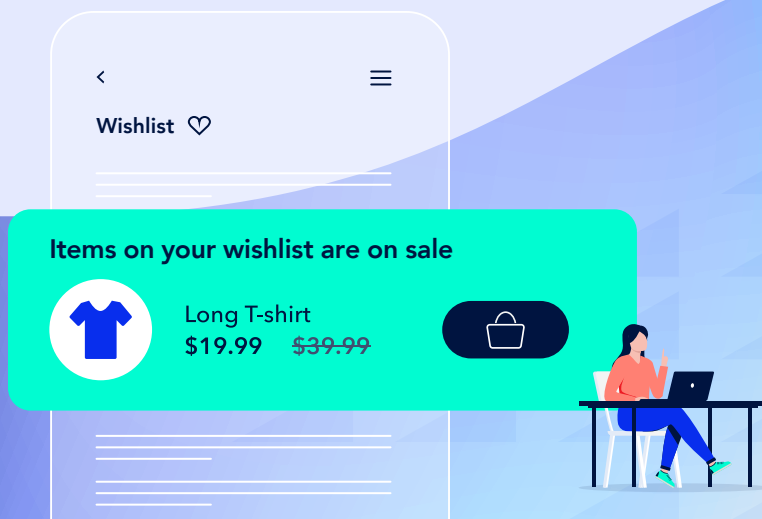 Wishlist
Items on your wishlist are on sale
Long T-shirt
$19.99 $39.99